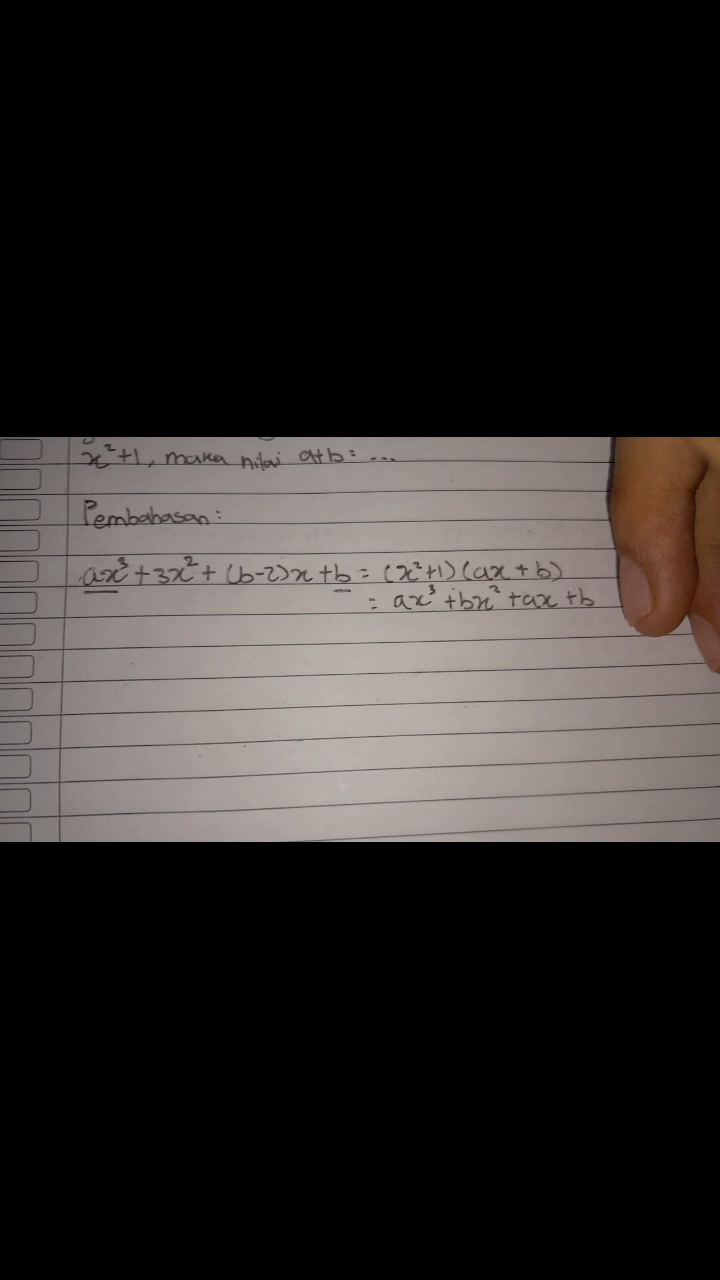 x²+1, maka nilai a+b = ...
Pembahasan:
ax³ + 3x² + (b-2)x + b = (x²+1) (ax + b)
= ax³ + bx² + ax + b